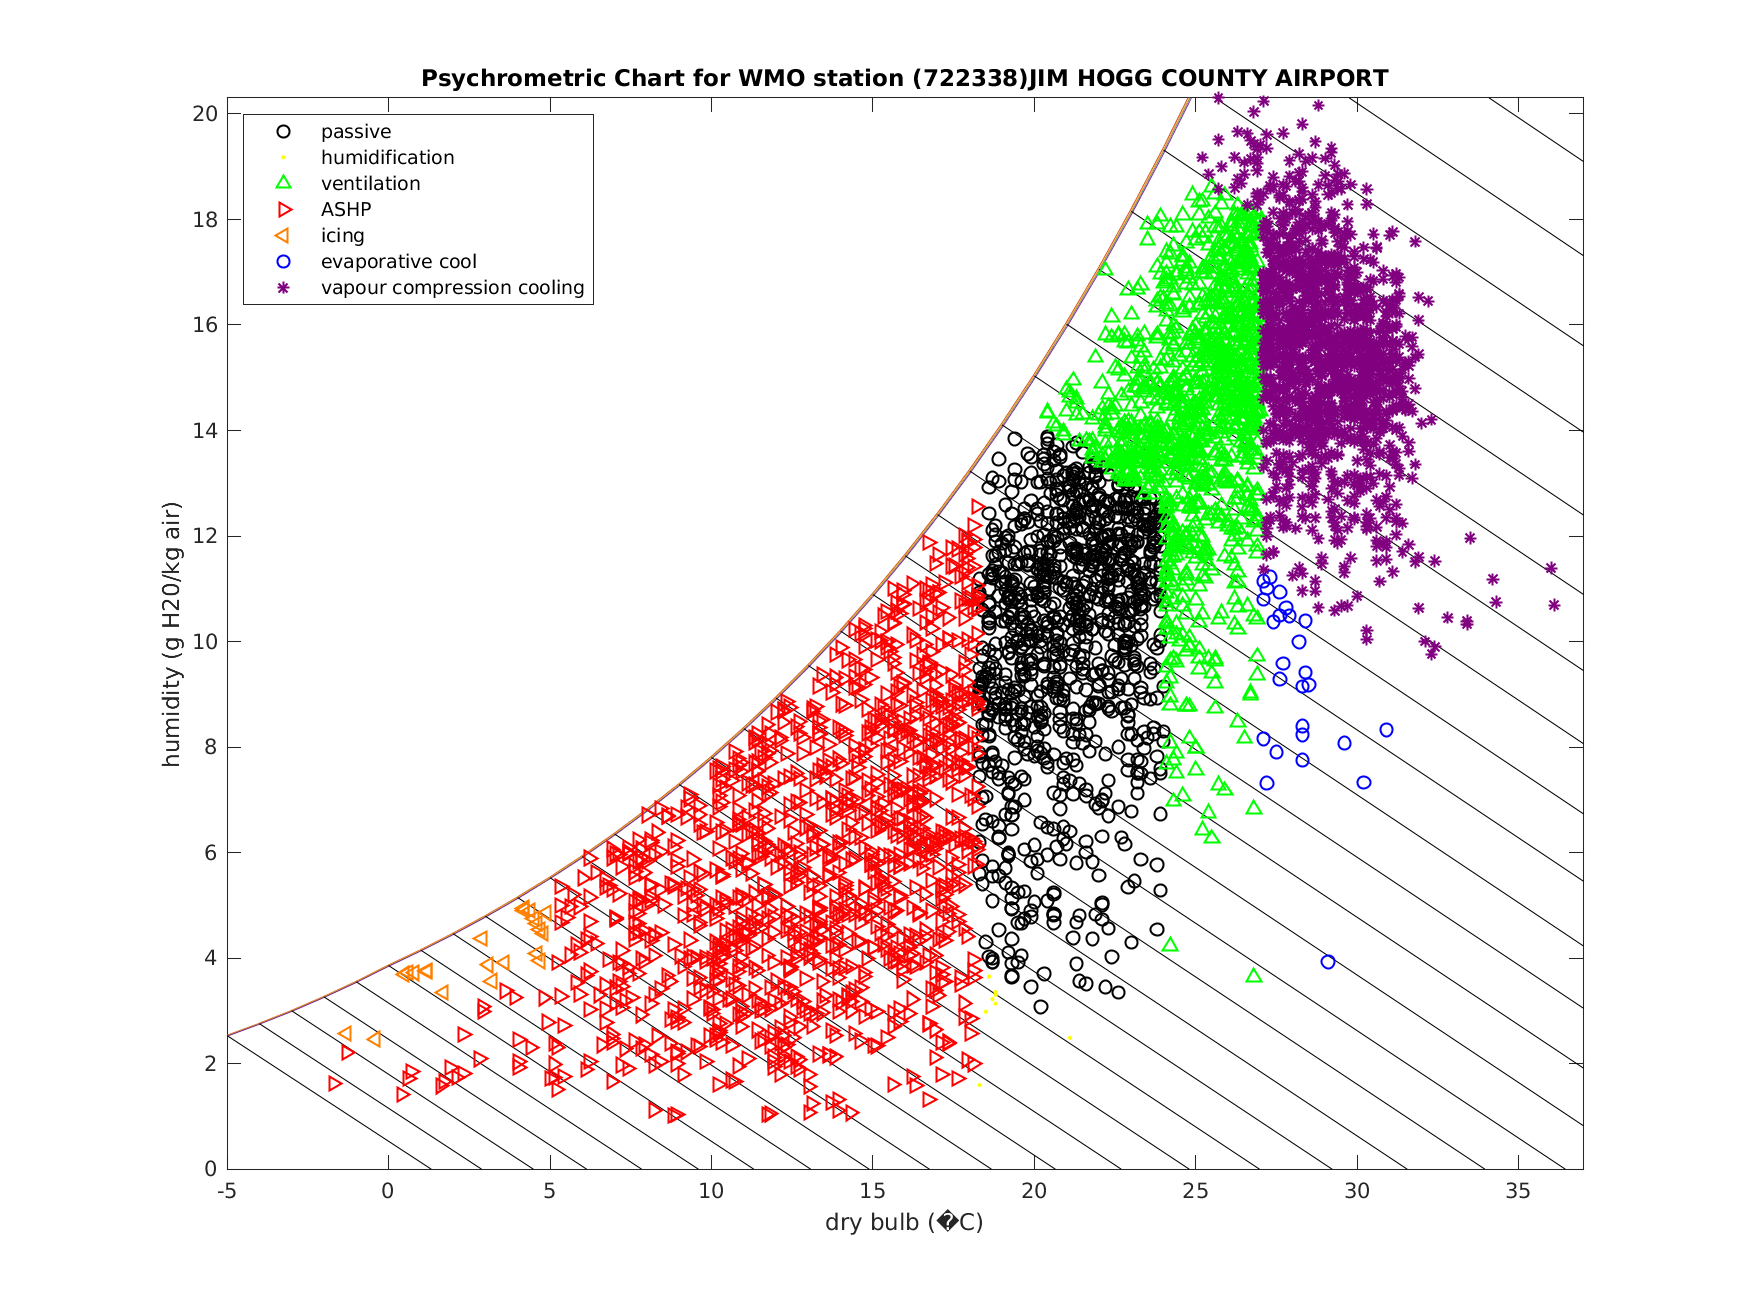 Psychrometric Chart for WMO station (722338)JIM HOGG COUNTY AIRPORT
20
18
16
14
12
10
8
6
4
2
0
humidity (g H20/kg air)
passive
humidification
ventilation
ASHP
icing
evaporative cool
vapour compression cooling
-5 0 5 10 15 20 25 30 35
dry bulb (�C)